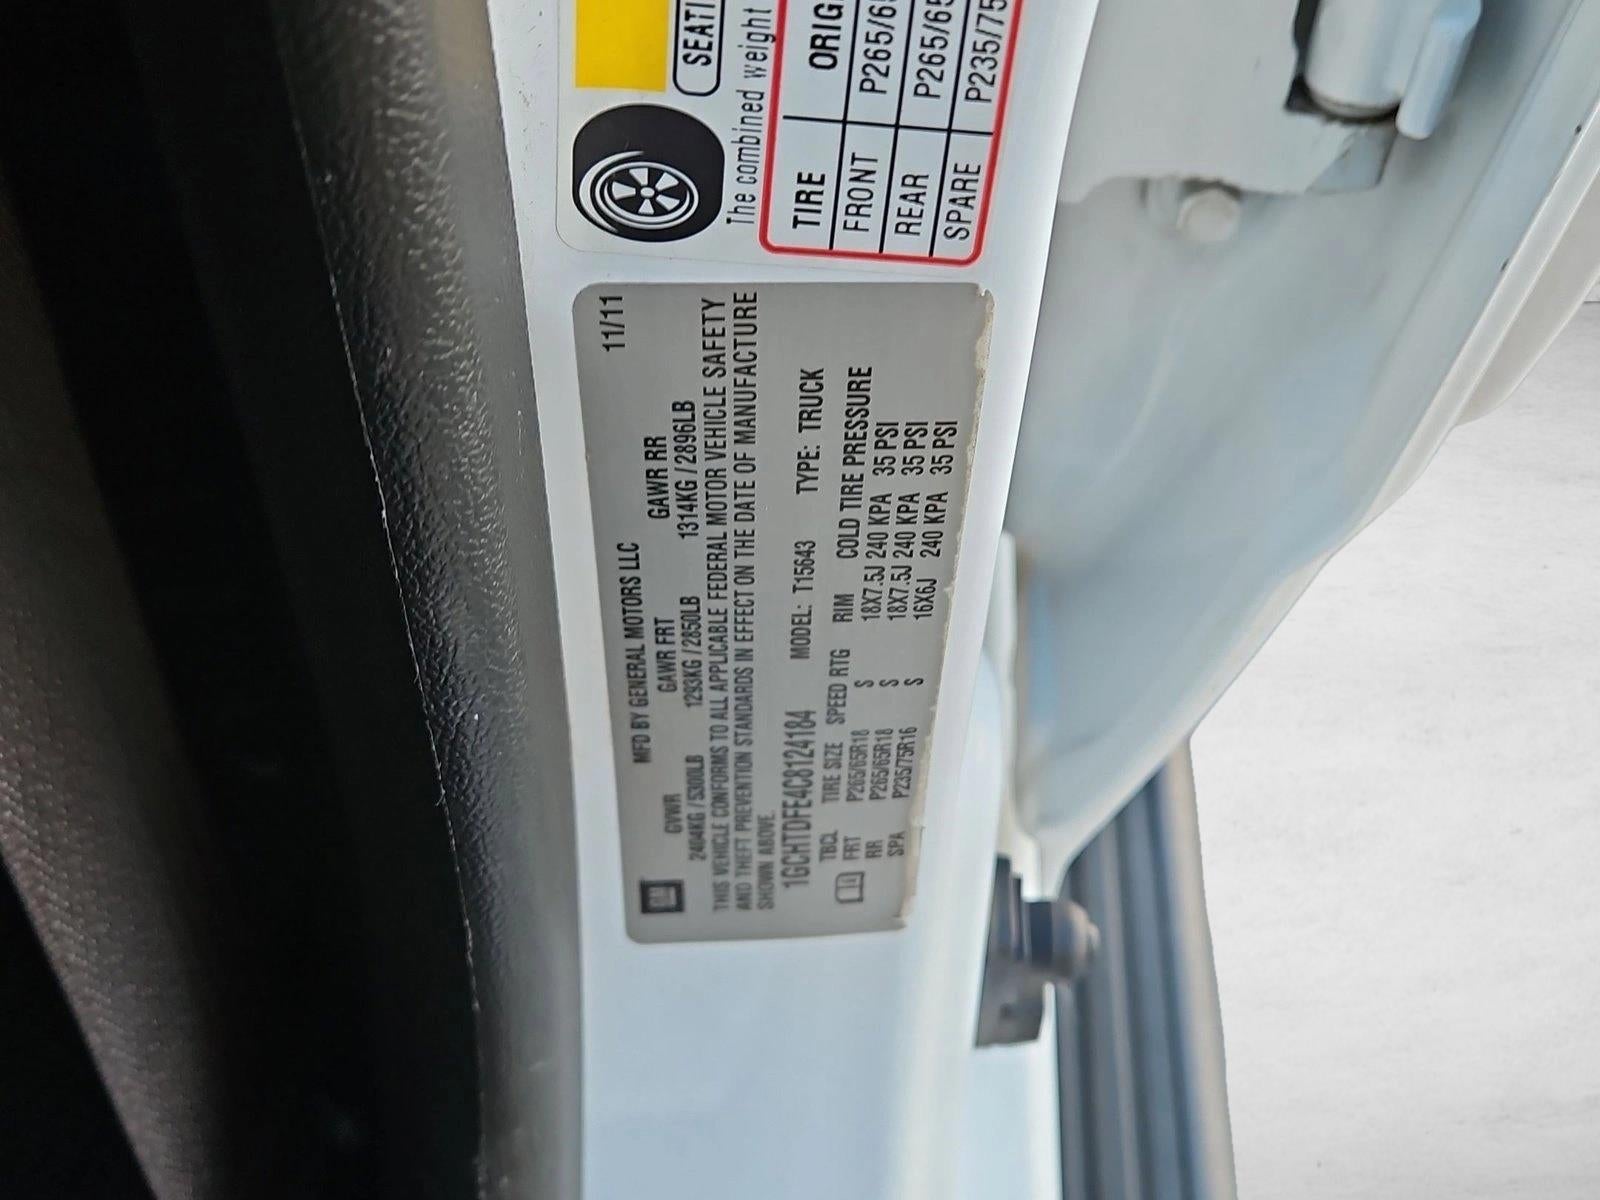 SEATI
The combined weight
TIRE ORIG
FRONT P265/65
REAR P265/65
SPARE P235/75
11/11
GM
MFD BY GENERAL MOTORS LLC
GVWR GAWR FRT GAWR RR
2404KG / 5300LB 1293KG / 2850LB 1314KG / 2896LB
THIS VEHICLE CONFORMS TO ALL APPLICABLE FEDERAL MOTOR VEHICLE SAFETY
AND THEFT PREVENTION STANDARDS IN EFFECT ON THE DATE OF MANUFACTURE
SHOWN ABOVE.
1GCHTDFE4C8124184 MODEL: T15643 TYPE: TRUCK
TBCL TIRE SIZE SPEED RTG RIM COLD TIRE PRESSURE
FRT P265/65R18 S 18X7.5J 240 KPA 35 PSI
RR P265/65R18 S 18X7.5J 240 KPA 35 PSI
SPA P235/75R16 S 16X6J 240 KPA 35 PSI